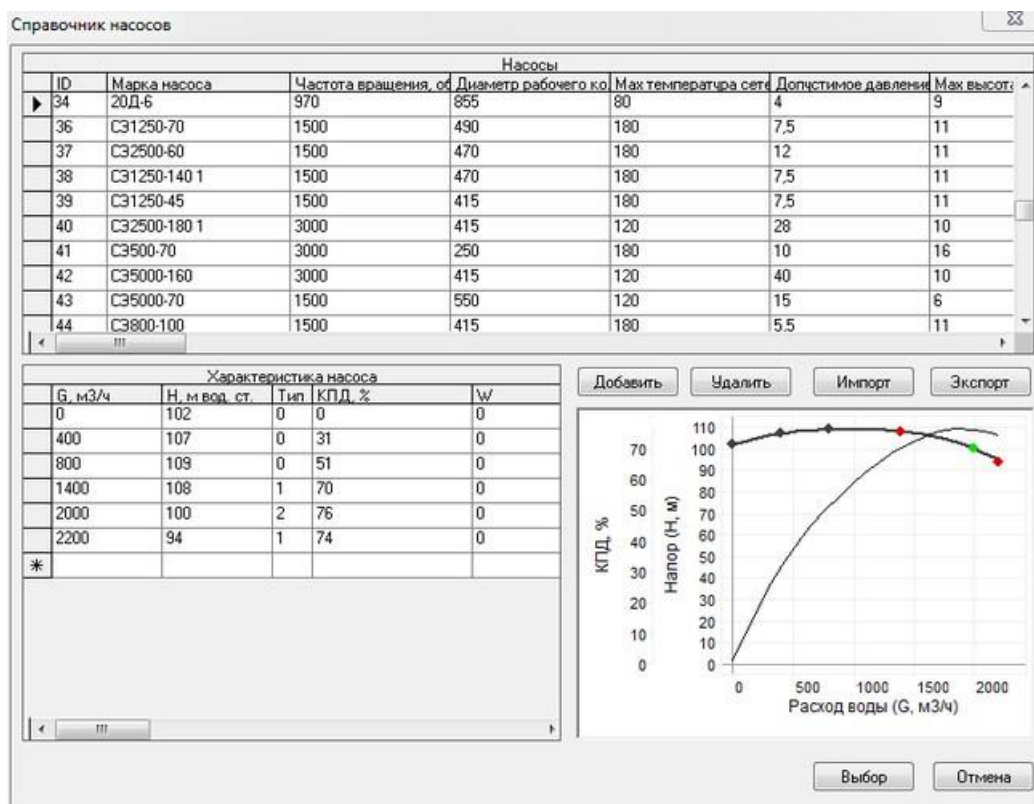 Справочник насосов
Насосы
ID Марка насоса Частота вращения, об Диаметр рабочего ко. Max температура сете Допустимое давление Max высота
34 20Д-6 970 855 80 4 9
36 СЭ1250-70 1500 490 180 7,5 11
37 СЭ2500-60 1500 470 180 12 11
38 СЭ1250-140 1 1500 470 180 7,5 11
39 СЭ1250-45 1500 415 180 7,5 11
40 СЭ2500-180 1 3000 415 120 28 10
41 СЭ500-70 3000 250 180 10 16
42 СЭ5000-160 3000 415 120 40 10
43 СЭ5000-70 1500 550 120 15 6
44 СЭ800-100 1500 415 180 5.5 11
Характеристика насоса
G, м3/ч Н, м вод. ст. Тип КПД, % W
0 102 0 0 0
400 107 0 31 0
800 109 0 51 0
1400 108 1 70 0
2000 100 2 76 0
2200 94 1 74 0
*
Добавить Удалить Импорт Экспорт
КПД, %
70
60
50
40
30
20
10
0
Напор (Н, м)
110
100
90
80
70
60
50
40
30
20
10
0
0 500 1000 1500 2000
Расход воды (G, м3/ч)
Выбор Отмена